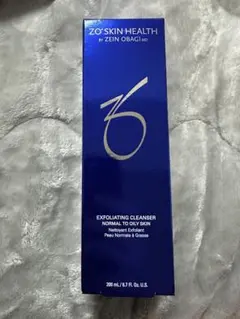 ZO® SKIN HEALTH
BY ZEIN OBAGI MD
EXFOLIATING CLEANSER
NORMAL TO OILY SKIN
Nettoyant Exfoliant
Peau Normale à Grasse
200 mL / 6.7 Fl. Oz. U.S.